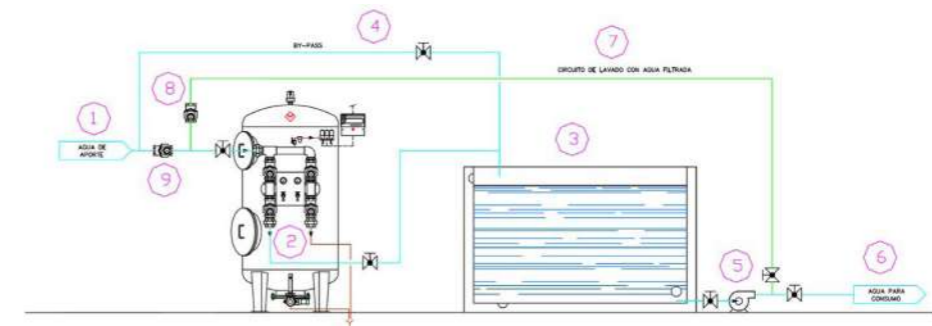 4
BY-PASS
7
CIRCUITO DE LAVADO CON AGUA FILTRADA
8
1
AGUA DE
APORTE
9
3
2
5
6
AGUA PARA
CONSUMO